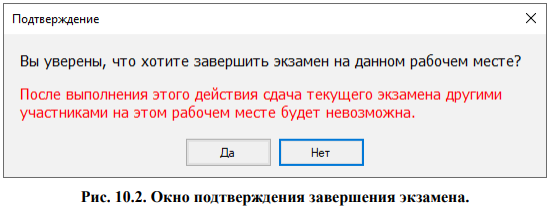 Подтверждение
Вы уверены, что хотите завершить экзамен на данном рабочем месте?
После выполнения этого действия сдача текущего экзамена другими
участниками на этом рабочем месте будет невозможна.
Да
Нет
Рис. 10.2. Окно подтверждения завершения экзамена.